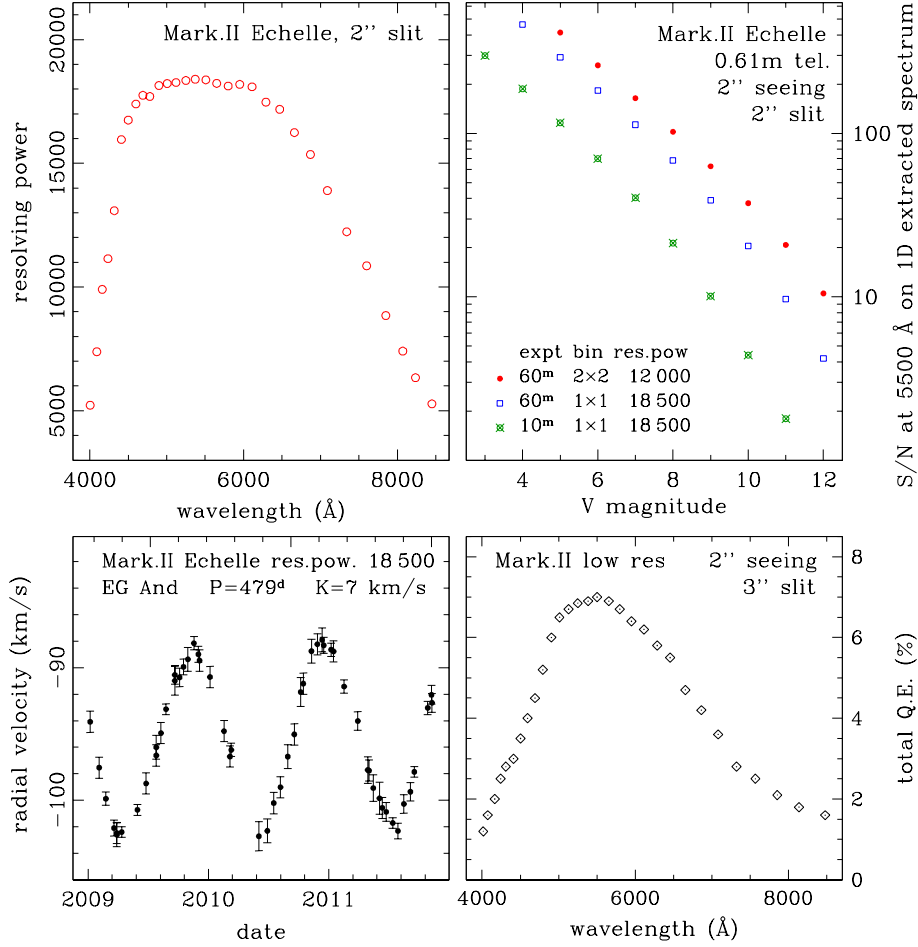 Mark.II Echelle, 2'' slit
20000
15000
10000
5000
resolving power
4000 6000 8000
wavelength (Å)
Mark.II Echelle
0.61m tel.
2'' seeing
2'' slit
expt bin res.pow
60ᵐ 2×2 12 000
60ᵐ 1×1 18 500
10ᵐ 1×1 18 500
100
10
S/N at 5500 Å on 1D extracted spectrum
4 6 8 10 12
V magnitude
Mark.II Echelle res.pow. 18 500
EG And P=479ᵈ K=7 km/s
−90
−100
radial velocity (km/s)
2009 2010 2011
date
Mark.II low res
2'' seeing
3'' slit
8
6
4
2
0
total Q.E. (%)
4000 6000 8000
wavelength (Å)